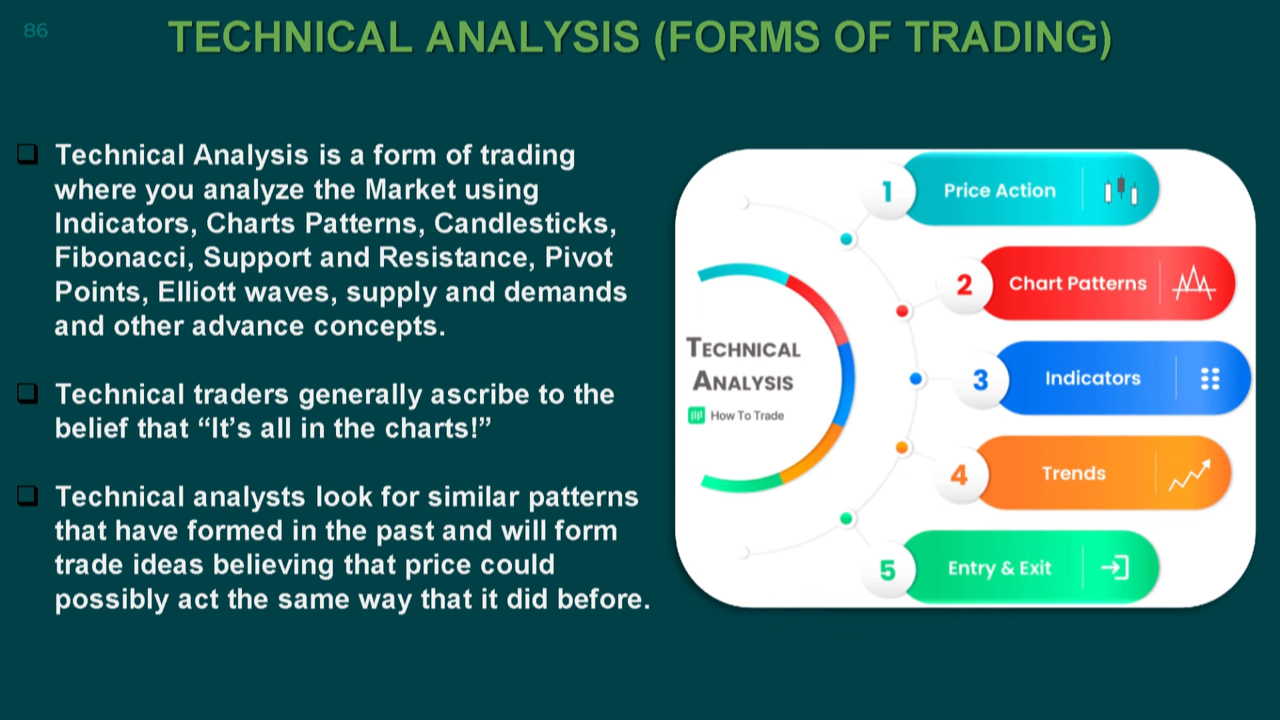 86
TECHNICAL ANALYSIS (FORMS OF TRADING)
Technical Analysis is a form of trading
where you analyze the Market using
Indicators, Charts Patterns, Candlesticks,
Fibonacci, Support and Resistance, Pivot
Points, Elliott waves, supply and demands
and other advance concepts.
Technical traders generally ascribe to the
belief that “It’s all in the charts!”
Technical analysts look for similar patterns
that have formed in the past and will form
trade ideas believing that price could
possibly act the same way that it did before.
TECHNICAL
ANALYSIS
How To Trade
1 Price Action
2 Chart Patterns
3 Indicators
4 Trends
5 Entry & Exit